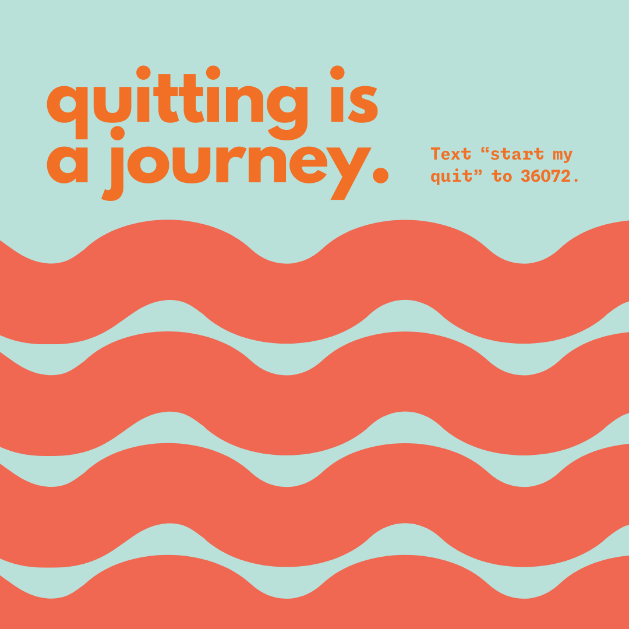 quitting is
a journey.
Text “start my
quit” to 36072.